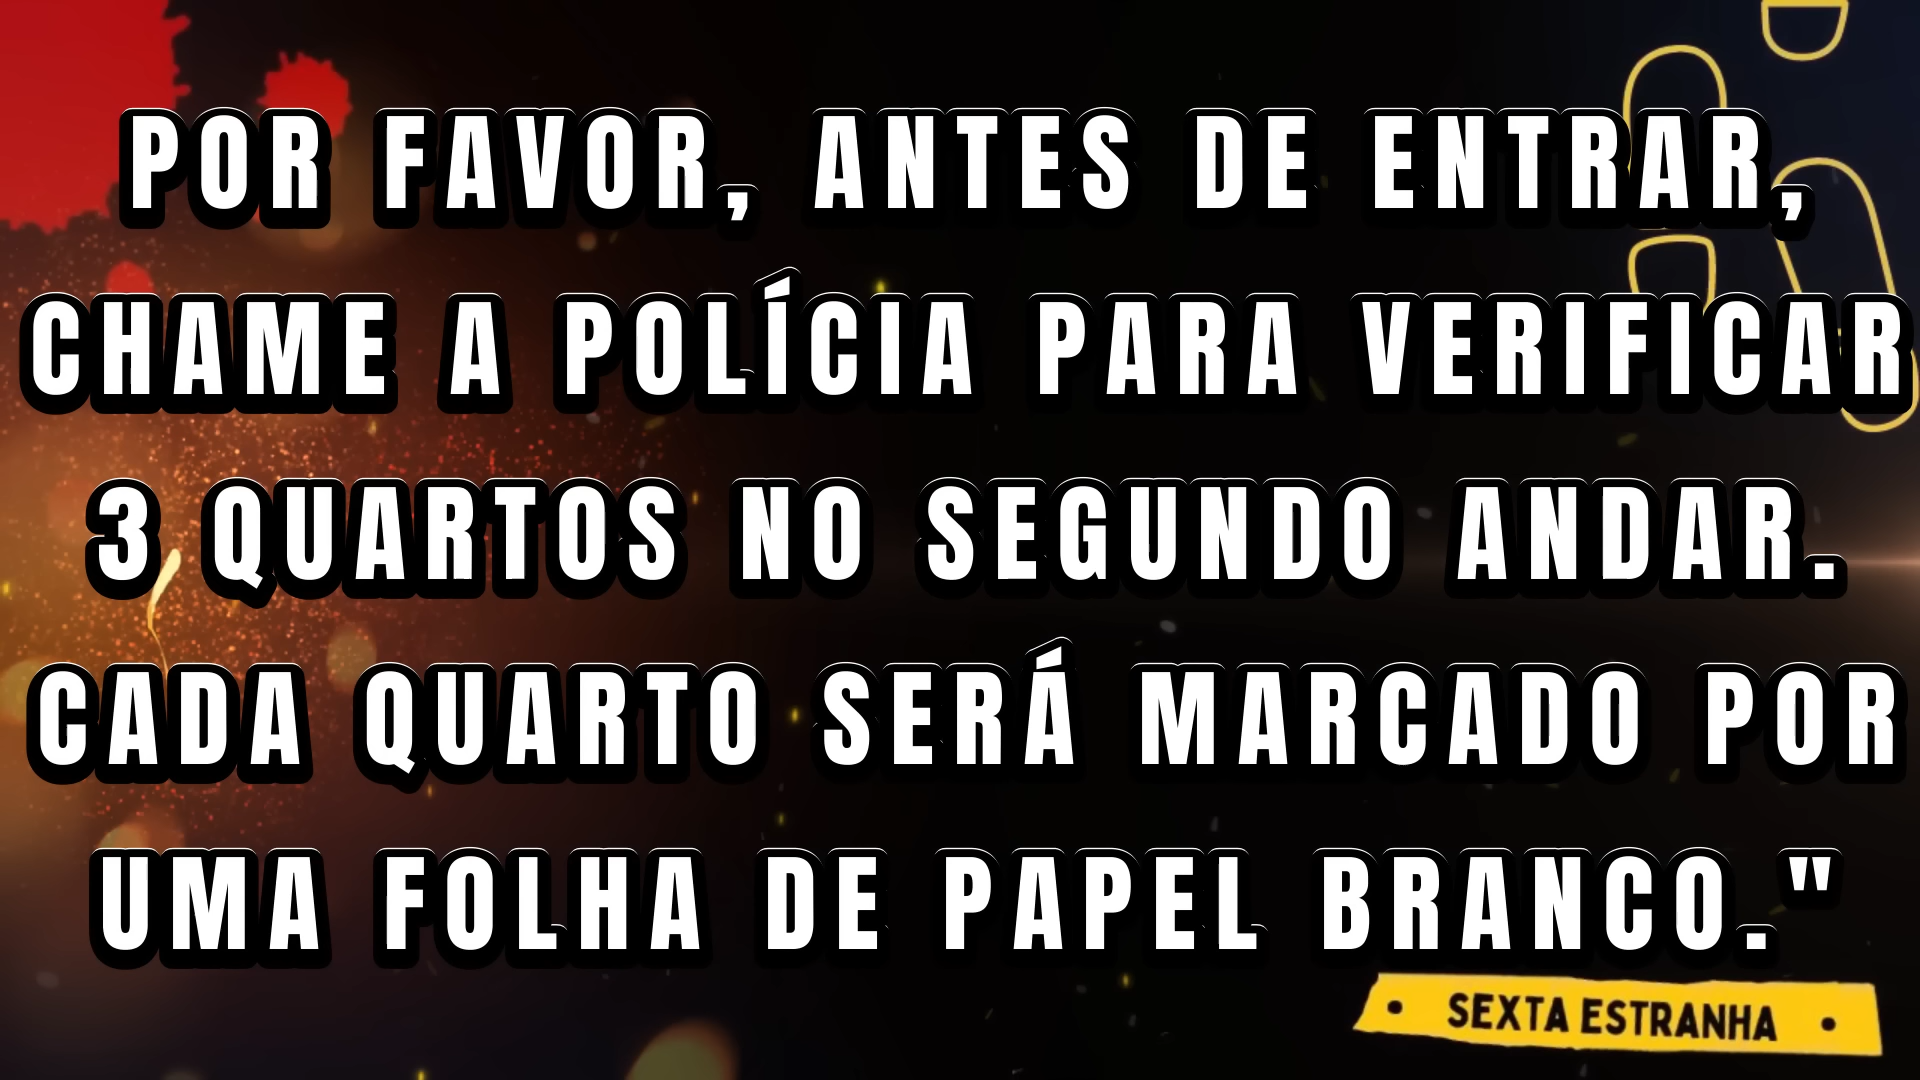 POR FAVOR, ANTES DE ENTRAR,
CHAME A POLÍCIA PARA VERIFICAR
3 QUARTOS NO SEGUNDO ANDAR.
CADA QUARTO SERÁ MARCADO POR
UMA FOLHA DE PAPEL BRANCO."
SEXTA ESTRANHA